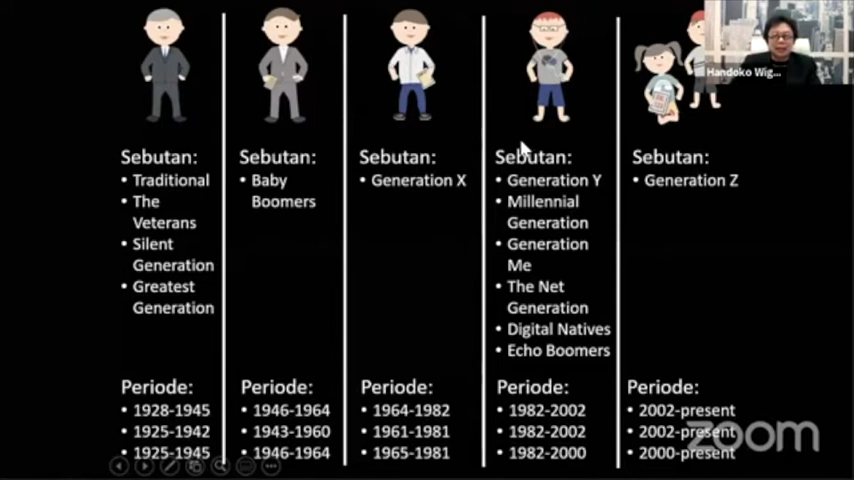 Handoko Wig...
Sebutan:
• Traditional
• The
Veterans
• Silent
Generation
• Greatest
Generation
Periode:
• 1928-1945
• 1925-1942
• 1925-1945
Sebutan:
• Baby
Boomers
Periode:
• 1946-1964
• 1943-1960
• 1946-1964
Sebutan:
• Generation X
Periode:
• 1964-1982
• 1961-1981
• 1965-1981
Sebutan:
• Generation Y
• Millennial
Generation
• Generation
Me
• The Net
Generation
• Digital Natives
• Echo Boomers
Periode:
• 1982-2002
• 1982-2002
• 1982-2000
Sebutan:
• Generation Z
Periode:
• 2002-present
• 2002-present
• 2000-present
zoom